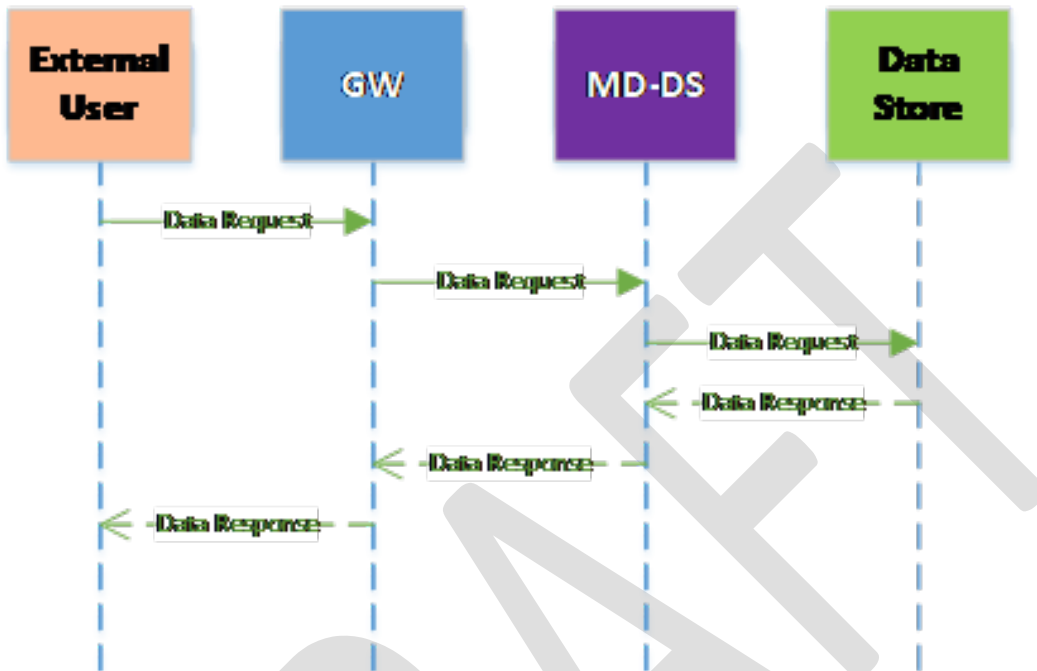 External
User
GW
MD-DS
Data
Store
Data Request
Data Request
Data Request
Data Response
Data Response
Data Response
DRAFT